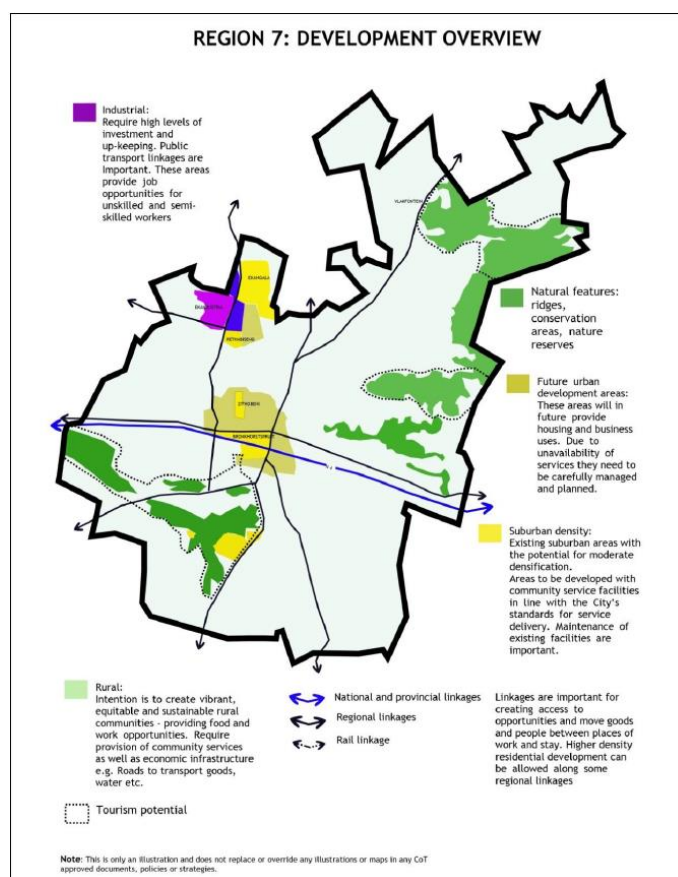 REGION 7: DEVELOPMENT OVERVIEW
Industrial:
Require high levels of
investment and
up-keeping. Public
transport linkages are
important. These areas
provide job
opportunities for
unskilled and semi-
skilled workers
VLAKFONTEIN
EKANGALA
EKANDUSTRIA
RETHABISENG
ZITHOBENI
BRONKHORSTSPRUIT
Natural features:
ridges,
conservation
areas, nature
reserves
Future urban
development areas:
These areas will in
future provide
housing and business
uses. Due to
unavailability of
services they need to
be carefully managed
and planned.
Suburban density:
Existing suburban areas with
the potential for moderate
densification.
Areas to be developed with
community service facilities
in line with the City's
standards for service
delivery. Maintenance of
existing facilities are
important.
Rural:
Intention is to create vibrant,
equitable and sustainable rural
communities - providing food and
work opportunities. Require
provision of community services
as well as economic infrastructure
e.g. Roads to transport goods,
water etc.
Tourism potential
National and provincial linkages
Regional linkages
Rail linkage
Linkages are important for
creating access to
opportunities and move goods
and people between places of
work and stay. Higher density
residential development can
be allowed along some
regional linkages
Note: This is only an illustration and does not replace or override any illustrations or maps in any CoT
approved documents, policies or strategies.